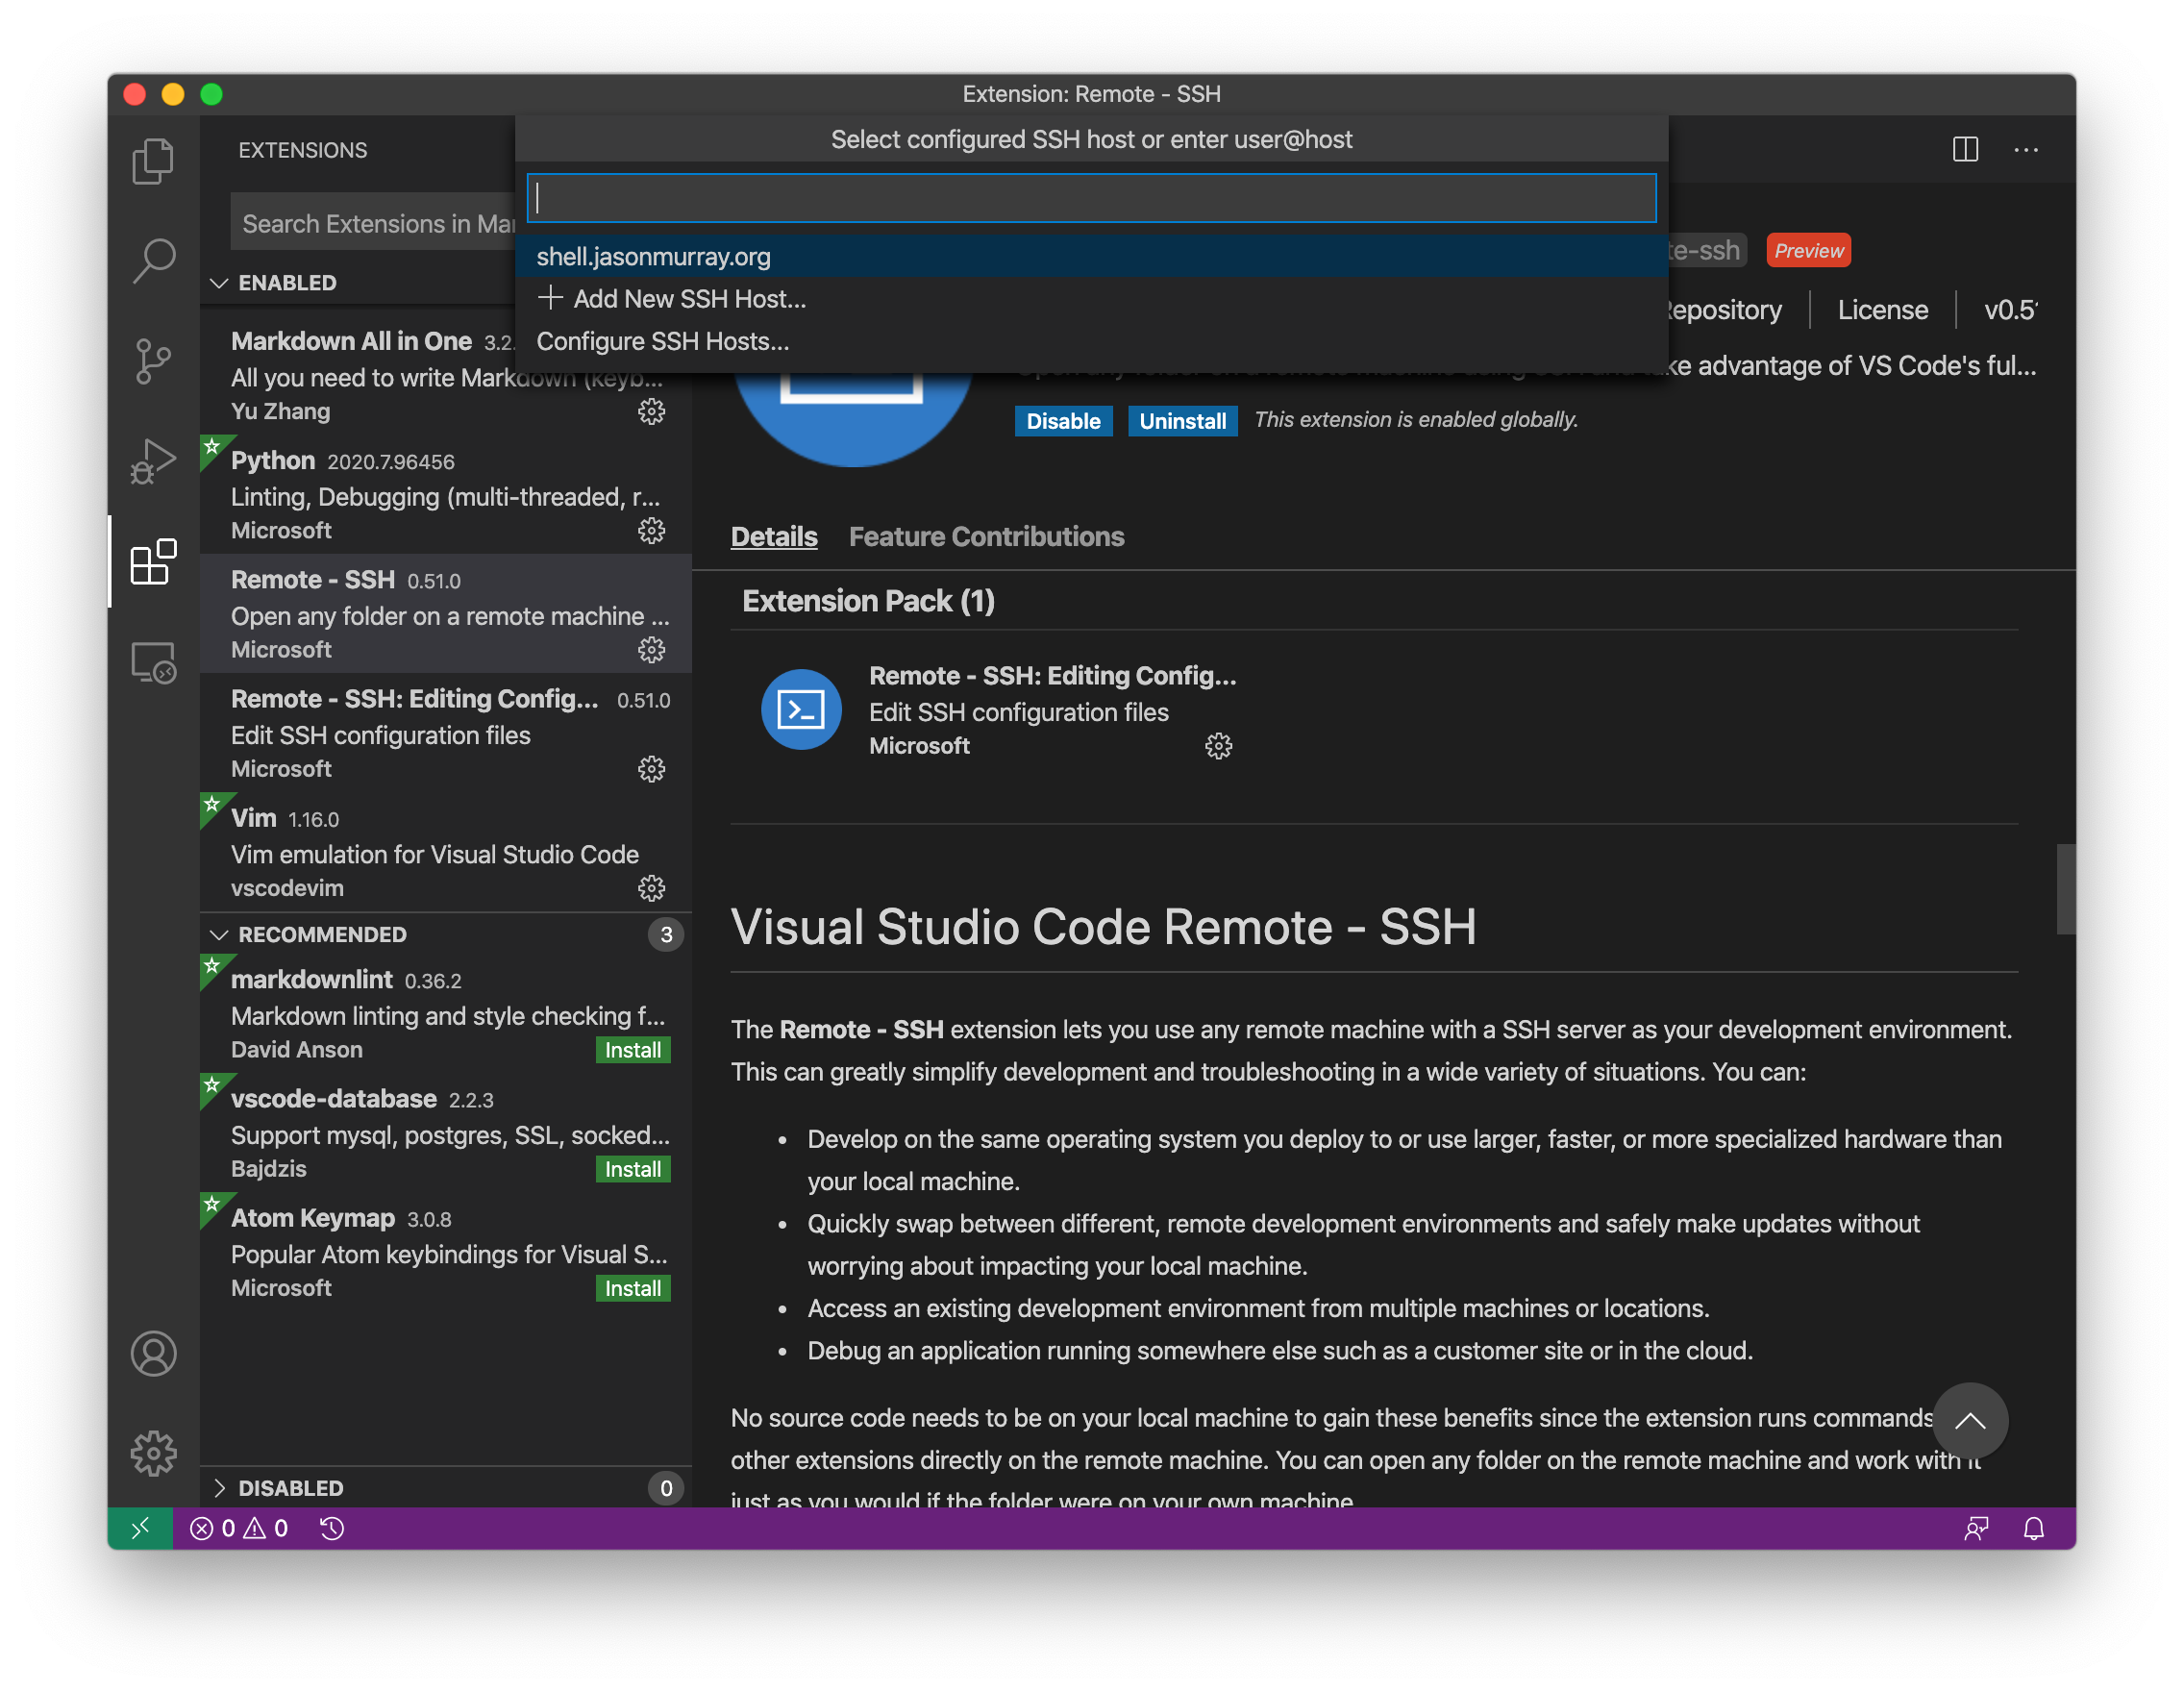 Extension: Remote - SSH
Select configured SSH host or enter user@host
shell.jasonmurray.org
Add New SSH Host...
Configure SSH Hosts...
EXTENSIONS
Search Extensions in Mar
ENABLED
Markdown All in One 3.2.
All you need to write Markdown (keyb...
Yu Zhang
Python 2020.7.96456
Linting, Debugging (multi-threaded, r...
Microsoft
Remote - SSH 0.51.0
Open any folder on a remote machine ...
Microsoft
Remote - SSH: Editing Config... 0.51.0
Edit SSH configuration files
Microsoft
Vim 1.16.0
Vim emulation for Visual Studio Code
vscodevim
RECOMMENDED 3
markdownlint 0.36.2
Markdown linting and style checking f...
David Anson Install
vscode-database 2.2.3
Support mysql, postgres, SSL, socked...
Bajdzis Install
Atom Keymap 3.0.8
Popular Atom keybindings for Visual S...
Microsoft Install
DISABLED 0
te-ssh Preview
Repository License v0.5
advantage of VS Code's ful...
Disable Uninstall This extension is enabled globally.
Details Feature Contributions
Extension Pack (1)
Remote - SSH: Editing Config...
Edit SSH configuration files
Microsoft
Visual Studio Code Remote - SSH
The Remote - SSH extension lets you use any remote machine with a SSH server as your development environment.
This can greatly simplify development and troubleshooting in a wide variety of situations. You can:
• Develop on the same operating system you deploy to or use larger, faster, or more specialized hardware than
your local machine.
• Quickly swap between different, remote development environments and safely make updates without
worrying about impacting your local machine.
• Access an existing development environment from multiple machines or locations.
• Debug an application running somewhere else such as a customer site or in the cloud.
No source code needs to be on your local machine to gain these benefits since the extension runs commands
other extensions directly on the remote machine. You can open any folder on the remote machine and work with it
just as you would if the folder were on your own machine
0 0